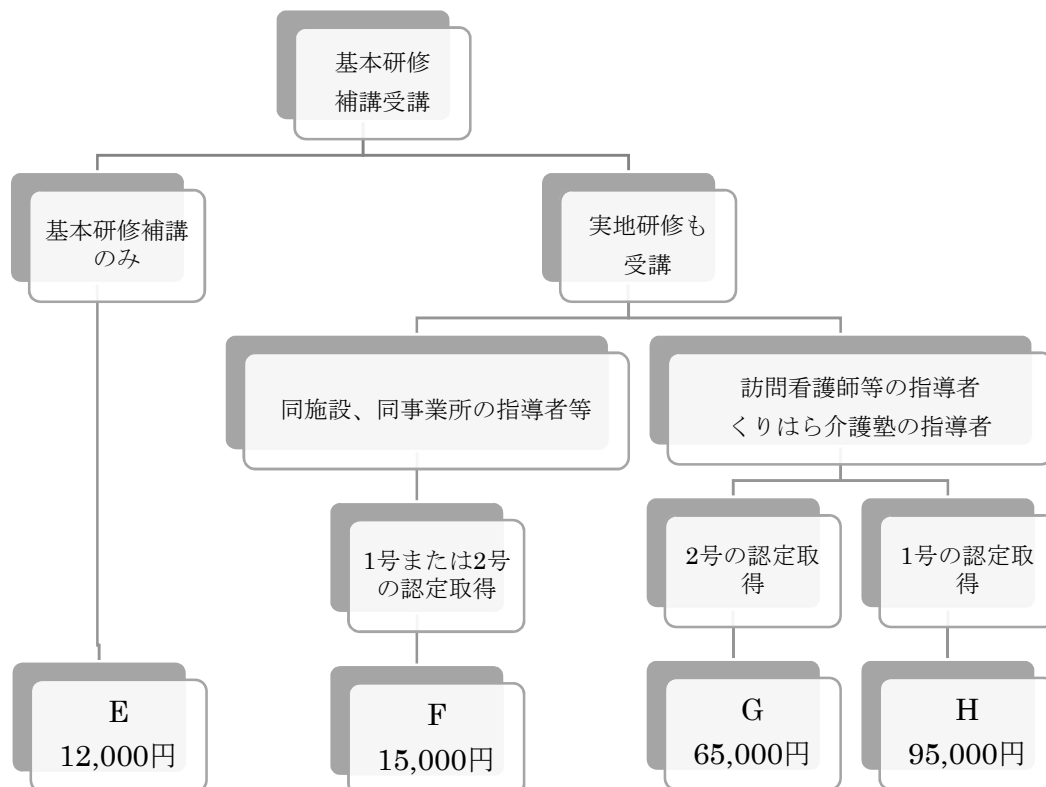 基本研修
補講受講
基本研修補講
のみ
実地研修も
受講
同施設、同事業所の指導者等
訪問看護師等の指導者
くりはら介護塾の指導者
1号または2号
の認定取得
2号の認定取
得
1号の認定取
得
E
12,000円
F
15,000円
G
65,000円
H
95,000円